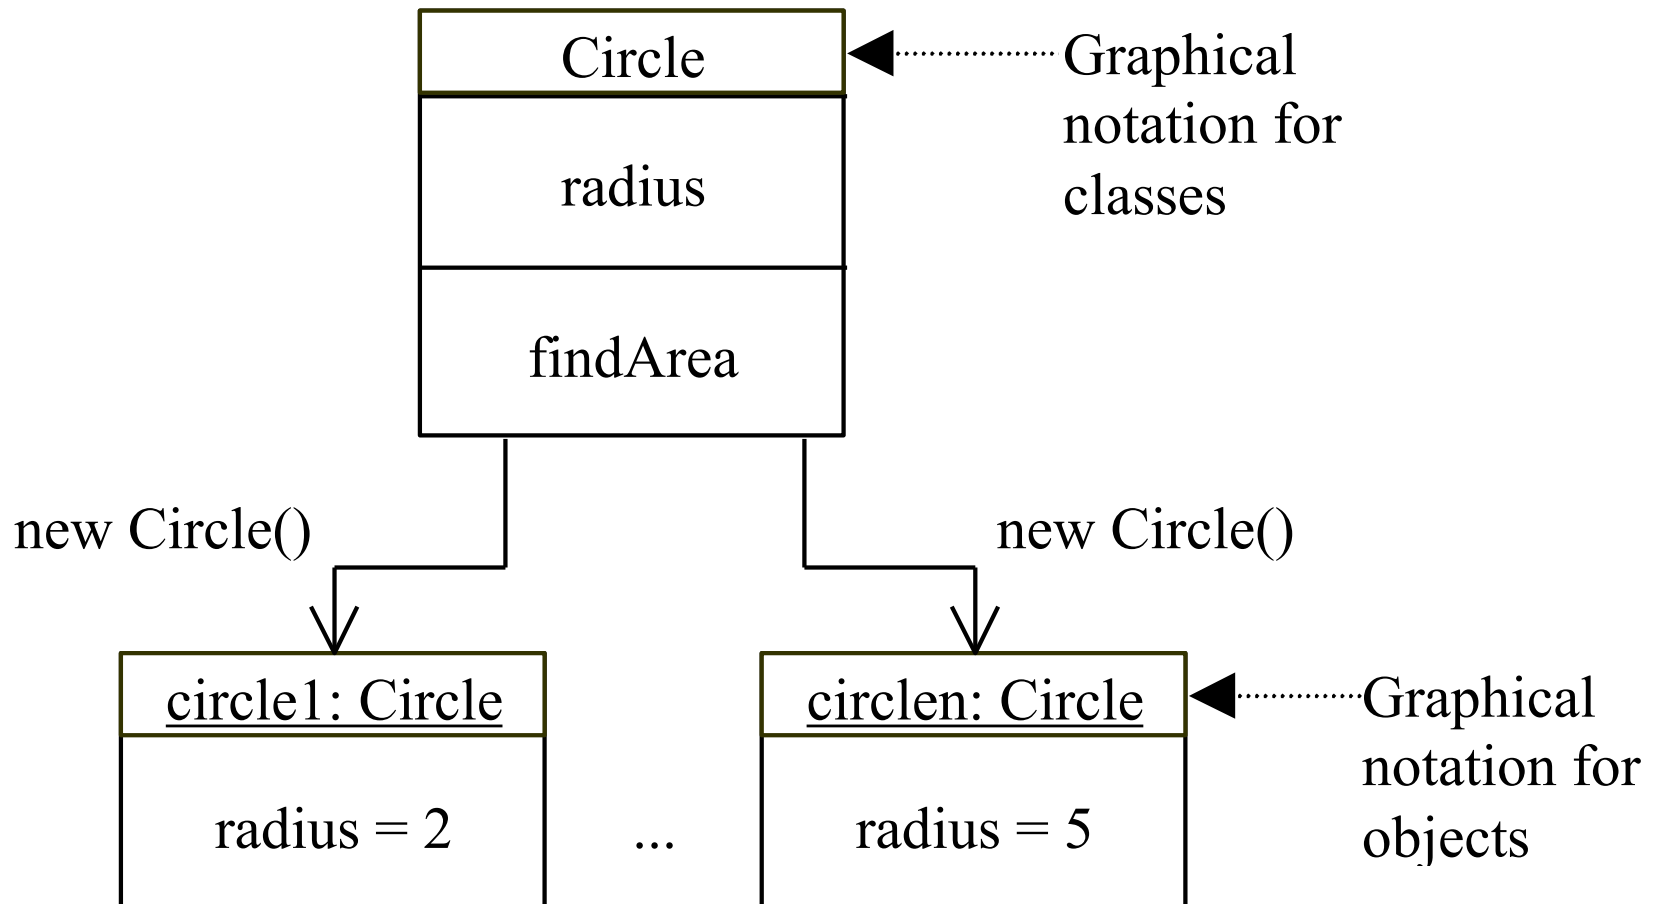 Circle
Graphical
notation for
classes
radius
findArea
new Circle()
new Circle()
circle1: Circle
circlen: Circle
Graphical
notation for
objects
radius = 2
...
radius = 5